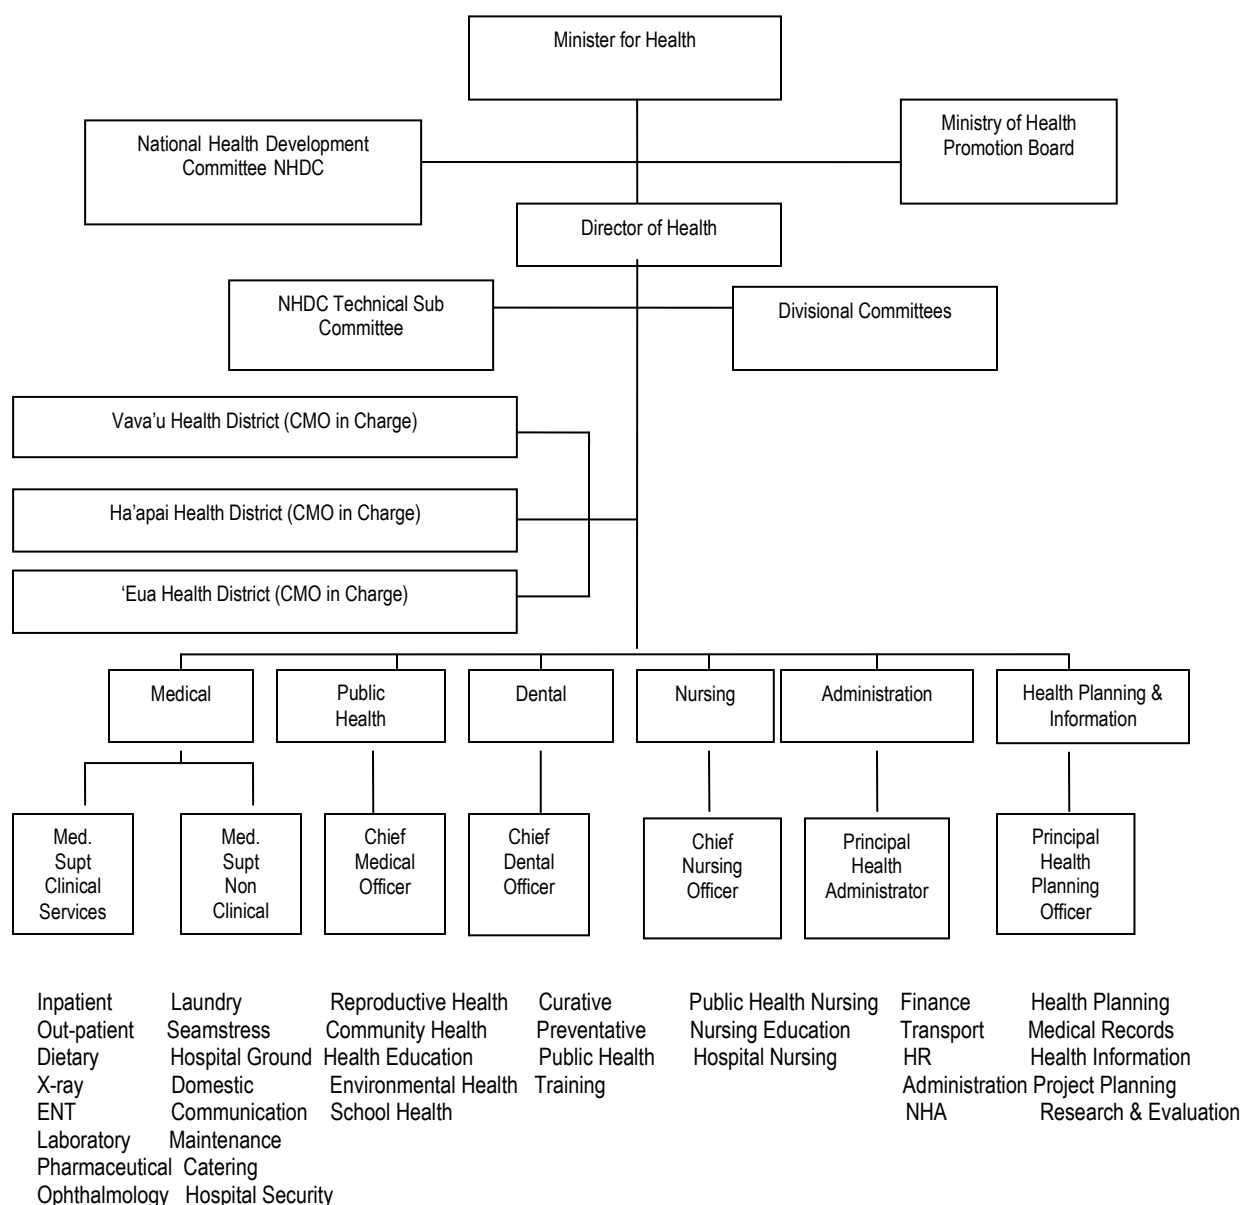 Minister for Health
National Health Development
Committee NHDC
Ministry of Health
Promotion Board
Director of Health
NHDC Technical Sub
Committee
Divisional Committees
Vava’u Health District (CMO in Charge)
Ha’apai Health District (CMO in Charge)
‘Eua Health District (CMO in Charge)
Medical
Public
Health
Dental
Nursing
Administration
Health Planning &
Information
Med.
Supt
Clinical
Services
Med.
Supt
Non
Clinical
Chief
Medical
Officer
Chief
Dental
Officer
Chief
Nursing
Officer
Principal
Health
Administrator
Principal
Health
Planning
Officer
Inpatient Laundry Reproductive Health Curative Public Health Nursing Finance Health Planning
Out-patient Seamstress Community Health Preventative Nursing Education Transport Medical Records
Dietary Hospital Ground Health Education Public Health Hospital Nursing HR Health Information
X-ray Domestic Environmental Health Training Administration Project Planning
ENT Communication School Health NHA Research & Evaluation
Laboratory Maintenance
Pharmaceutical Catering
Ophthalmology Hospital Security